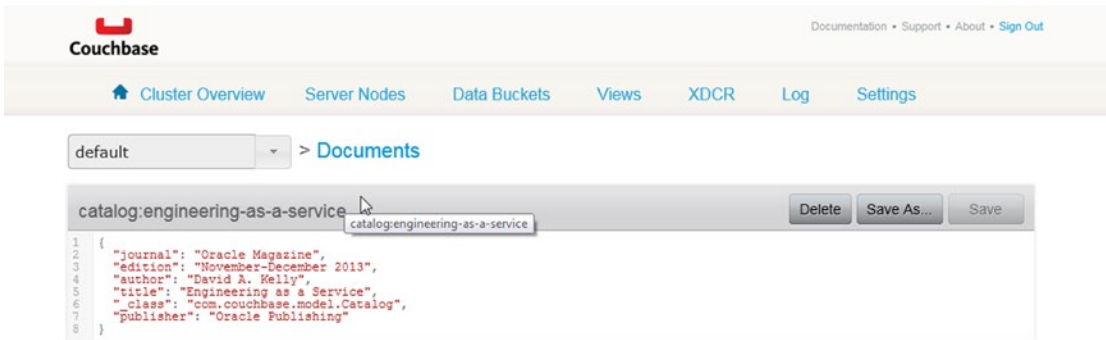 Documentation • Support • About • Sign Out
Couchbase
Cluster Overview Server Nodes Data Buckets Views XDCR Log Settings
default > Documents
catalog:engineering-as-a-service Delete Save As... Save
catalog:engineering-as-a-service
1 {
2 "journal": "Oracle Magazine",
3 "edition": "November-December 2013",
4 "author": "David A. Kelly",
5 "title": "Engineering as a Service",
6 "_class": "com.couchbase.model.Catalog",
7 "publisher": "Oracle Publishing"
8 }